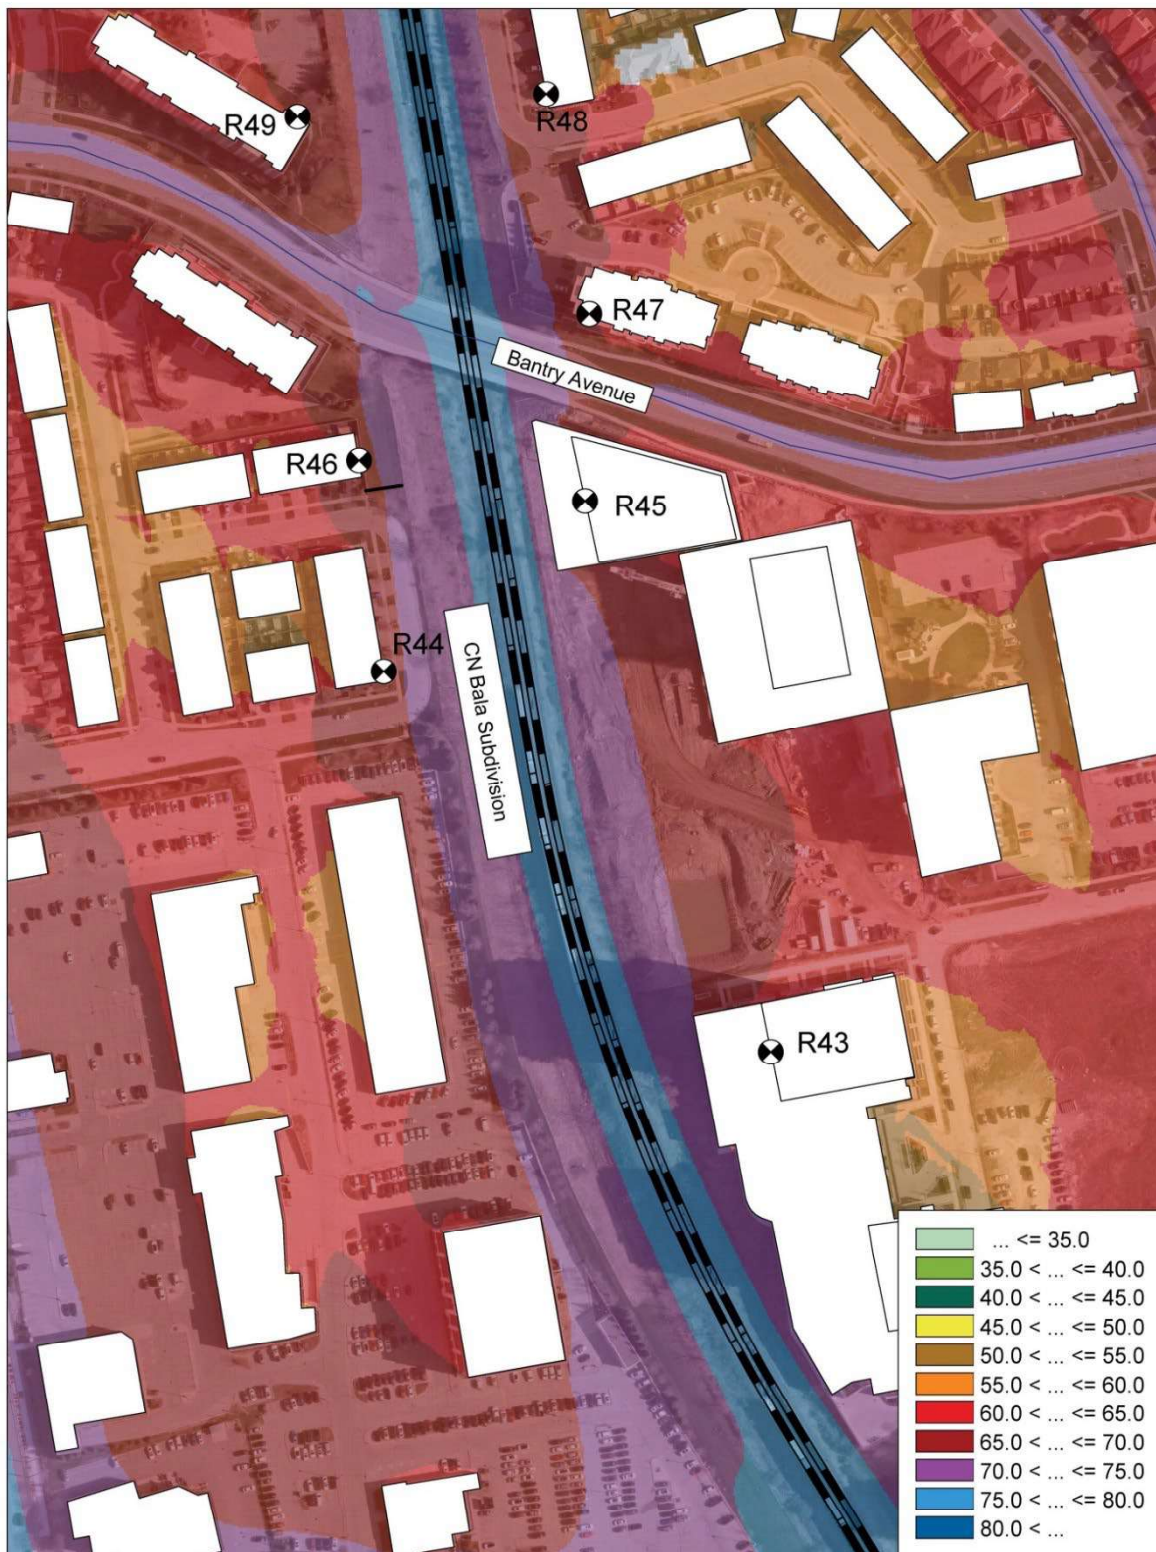 R49
R48
R47
Bantry Avenue
R46
R45
R44
CN Bala Subdivision
R43
... <= 35.0
35.0 < ... <= 40.0
40.0 < ... <= 45.0
45.0 < ... <= 50.0
50.0 < ... <= 55.0
55.0 < ... <= 60.0
60.0 < ... <= 65.0
65.0 < ... <= 70.0
70.0 < ... <= 75.0
75.0 < ... <= 80.0
80.0 < ...